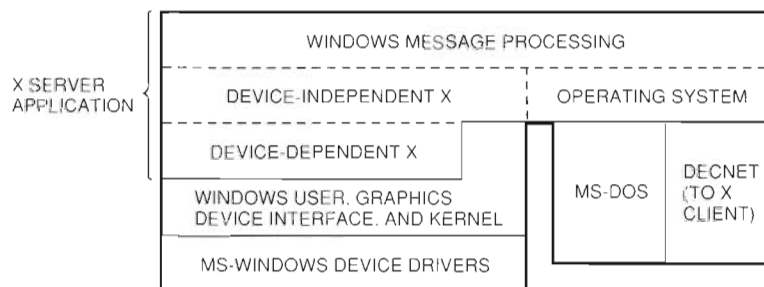 WINDOWS MESSAGE PROCESSING
X SERVER
APPLICATION
DEVICE-INDEPENDENT X
OPERATING SYSTEM
DEVICE-DEPENDENT X
MS-DOS
DECNET
(TO X
CLIENT)
WINDOWS USER, GRAPHICS
DEVICE INTERFACE, AND KERNEL
MS-WINDOWS DEVICE DRIVERS